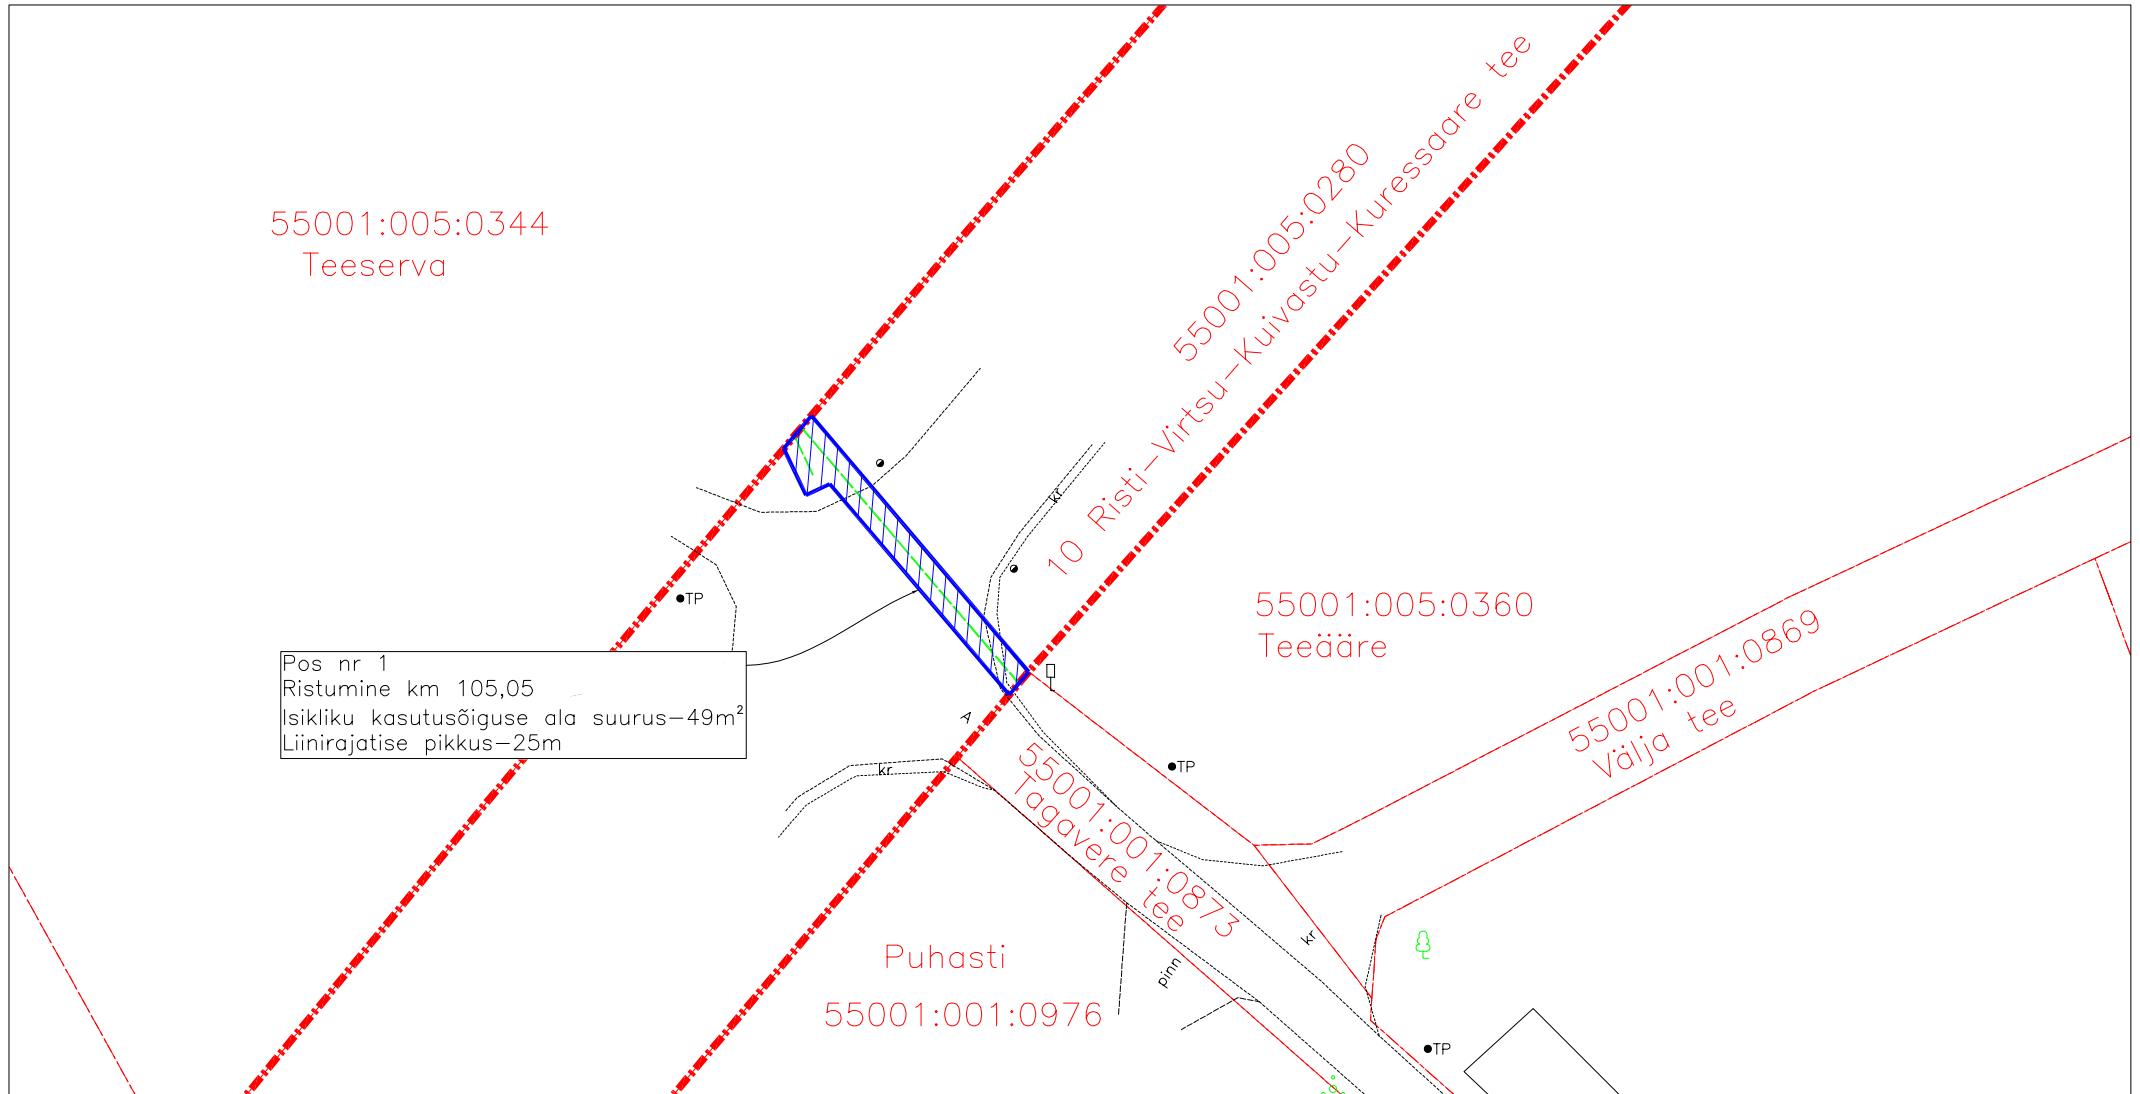 55001:005:0344
Teeserva
55001:005:0280
10 Risti-Virtsu-Kuivastu-Kuressaare tee
kr
TP
55001:005:0360
Teeääre
55001:001:0869
Välja tee
Pos nr 1
Ristumine km 105,05
Isikliku kasutusõiguse ala suurus-49m²
Liinirajatise pikkus-25m
A
kr
TP
55001:001:0873
Tagavere tee
kr
Puhasti
55001:001:0976
pinn
TP